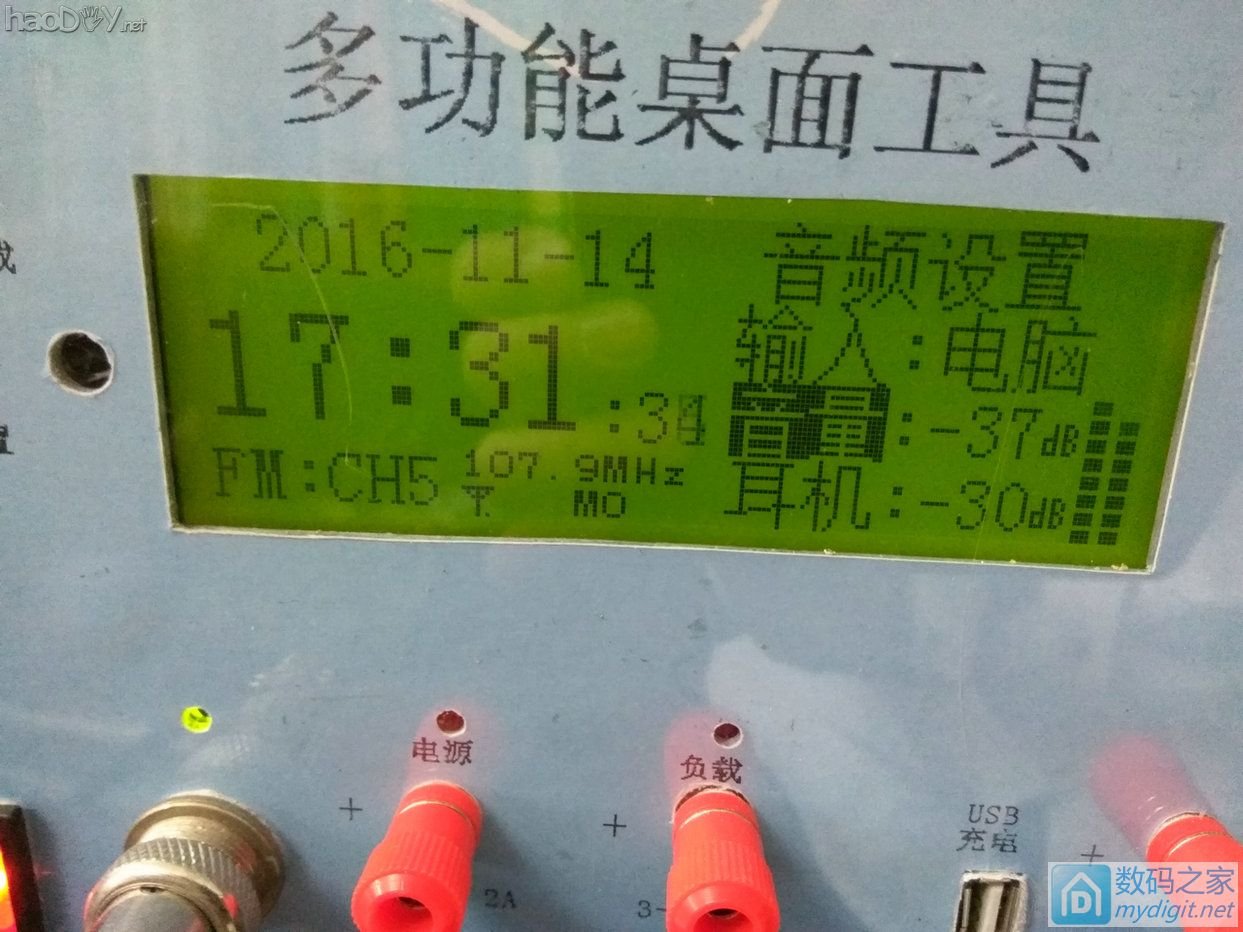 haoDIY.net
多功能桌面工具
2016-11-14
17:31
FM:CH5
107.9MHz
MO
音频设置
输入:电脑
音量:-37dB
耳机:-30dB
电源
负载
+
+
USB
充电
+
2A
3-
数码之家
mydigit.net